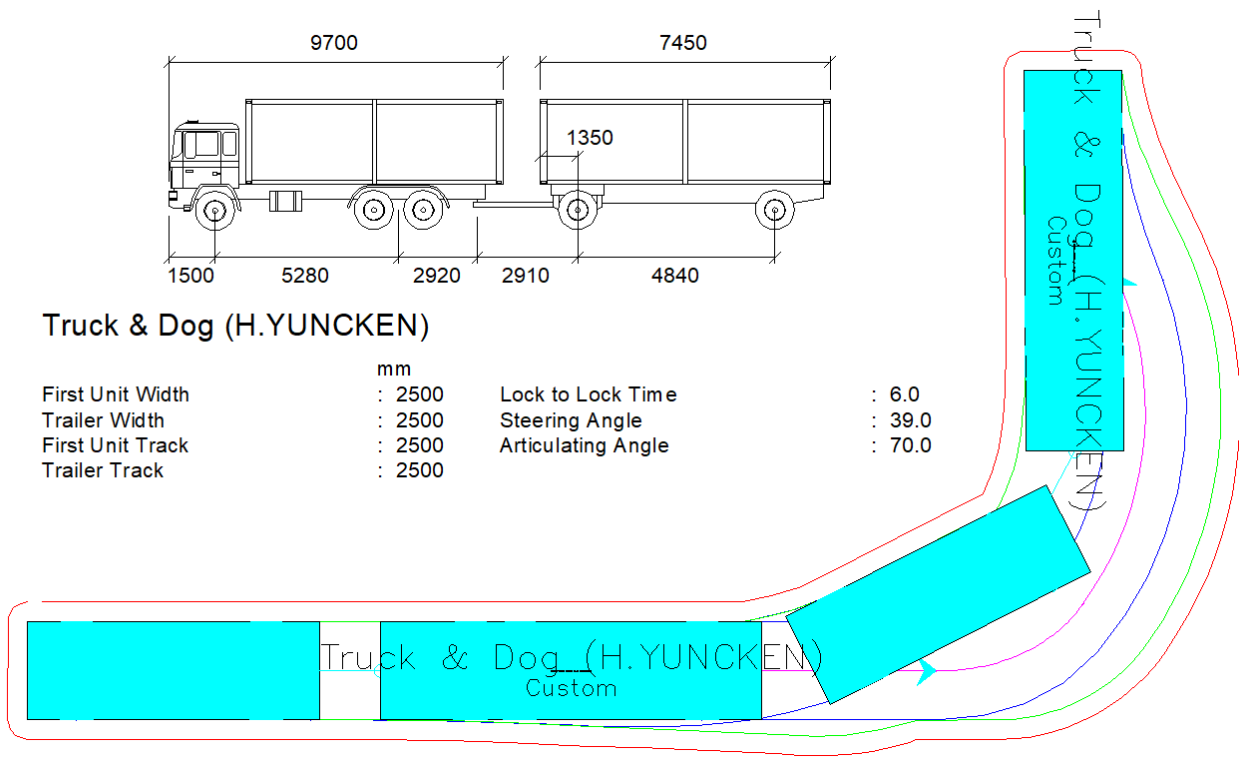 9700
7450
1350
1500
5280
2920
2910
4840
Truck & Dog (H.YUNCKEN)
mm
First Unit Width : 2500
Trailer Width : 2500
First Unit Track : 2500
Trailer Track : 2500
Lock to Lock Time : 6.0
Steering Angle : 39.0
Articulating Angle : 70.0
Truck & Dog (H.YUNCKEN)
Custom
Truck & Dog (H.YUNCKEN)
Custom